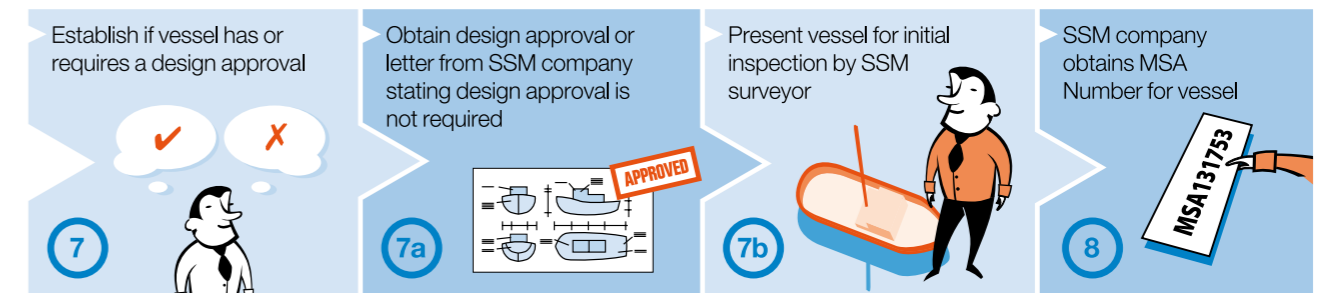 Establish if vessel has or
requires a design approval
7
Obtain design approval or
letter from SSM company
stating design approval is
not required
APPROVED
7a
Present vessel for initial
inspection by SSM
surveyor
7b
SSM company
obtains MSA
Number for vessel
MSA131753
8